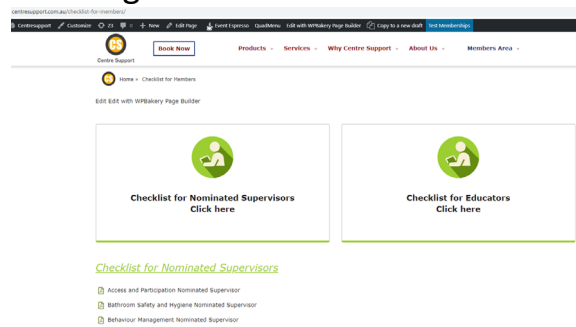 centresupport.com.au/checklist-for-members/
Centresupport Customize 23 0 New Edit Page Event Espresso QuadMenu Edit with WPBakery Page Builder Copy to a new draft Test Memberships
CS
Centre Support
Book Now
Products Services Why Centre Support About Us Members Area
CS Home » Checklist for Members
Edit Edit with WPBakery Page Builder
Checklist for Nominated Supervisors
Click here
Checklist for Educators
Click here
Checklist for Nominated Supervisors
Access and Participation Nominated Supervisor
Bathroom Safety and Hygiene Nominated Supervisor
Behaviour Management Nominated Supervisor